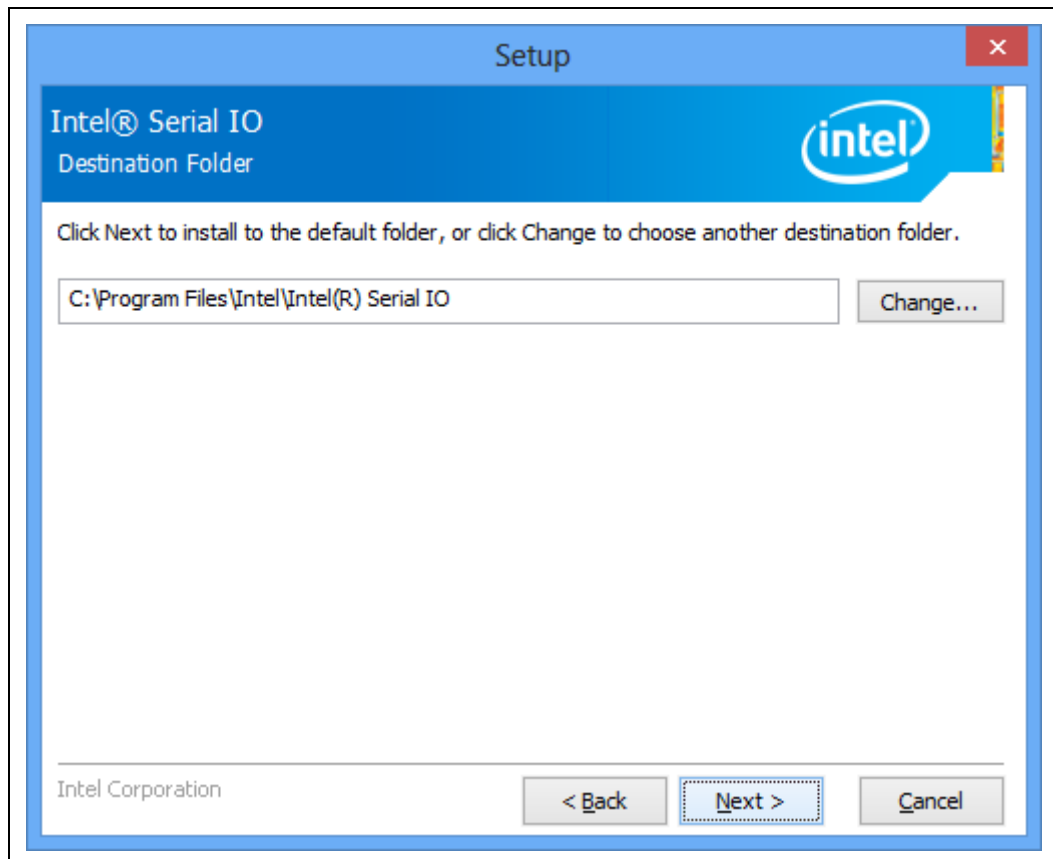 Setup
Intel® Serial IO
Destination Folder
intel
Click Next to install to the default folder, or click Change to choose another destination folder.
C:\Program Files\Intel\Intel(R) Serial IO
Change...
Intel Corporation
< Back
Next >
Cancel